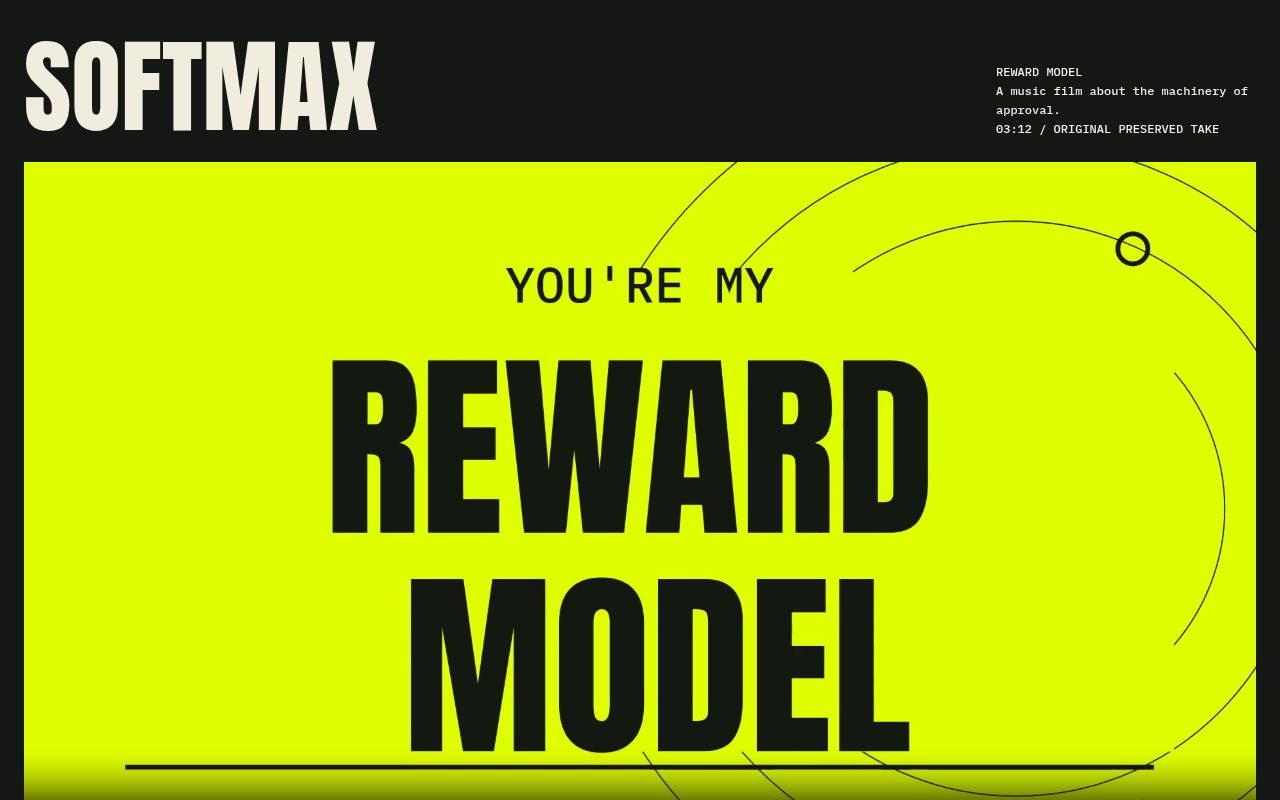 SOFTMAX
REWARD MODEL
A music film about the machinery of
approval.
03:12 / ORIGINAL PRESERVED TAKE
YOU'RE MY
REWARD
MODEL